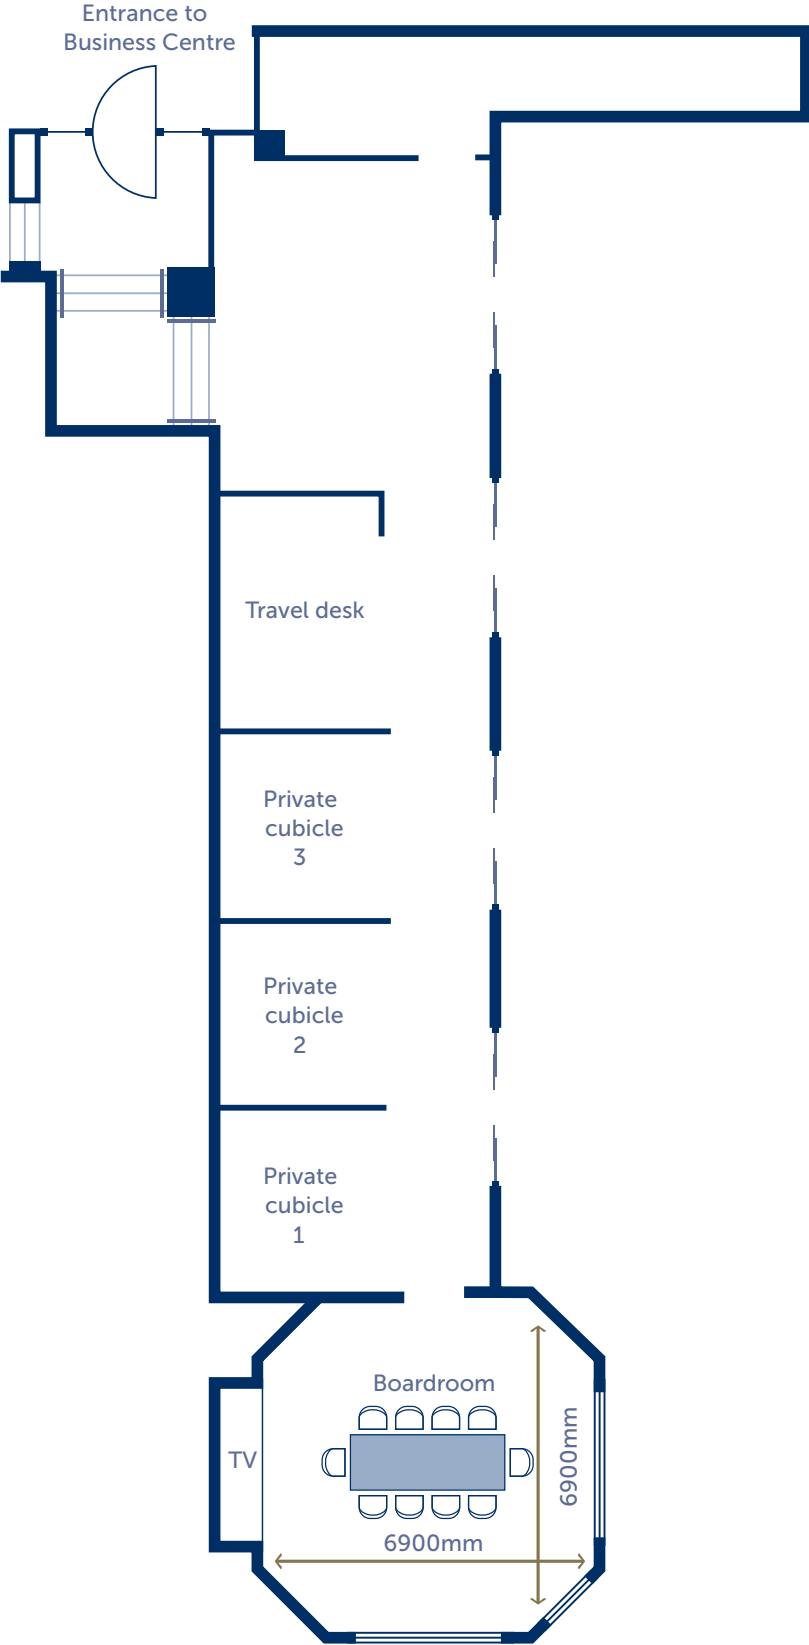 Entrance to
Business Centre
Travel desk
Private
cubicle
3
Private
cubicle
2
Private
cubicle
1
Boardroom
TV
6900mm
6900mm